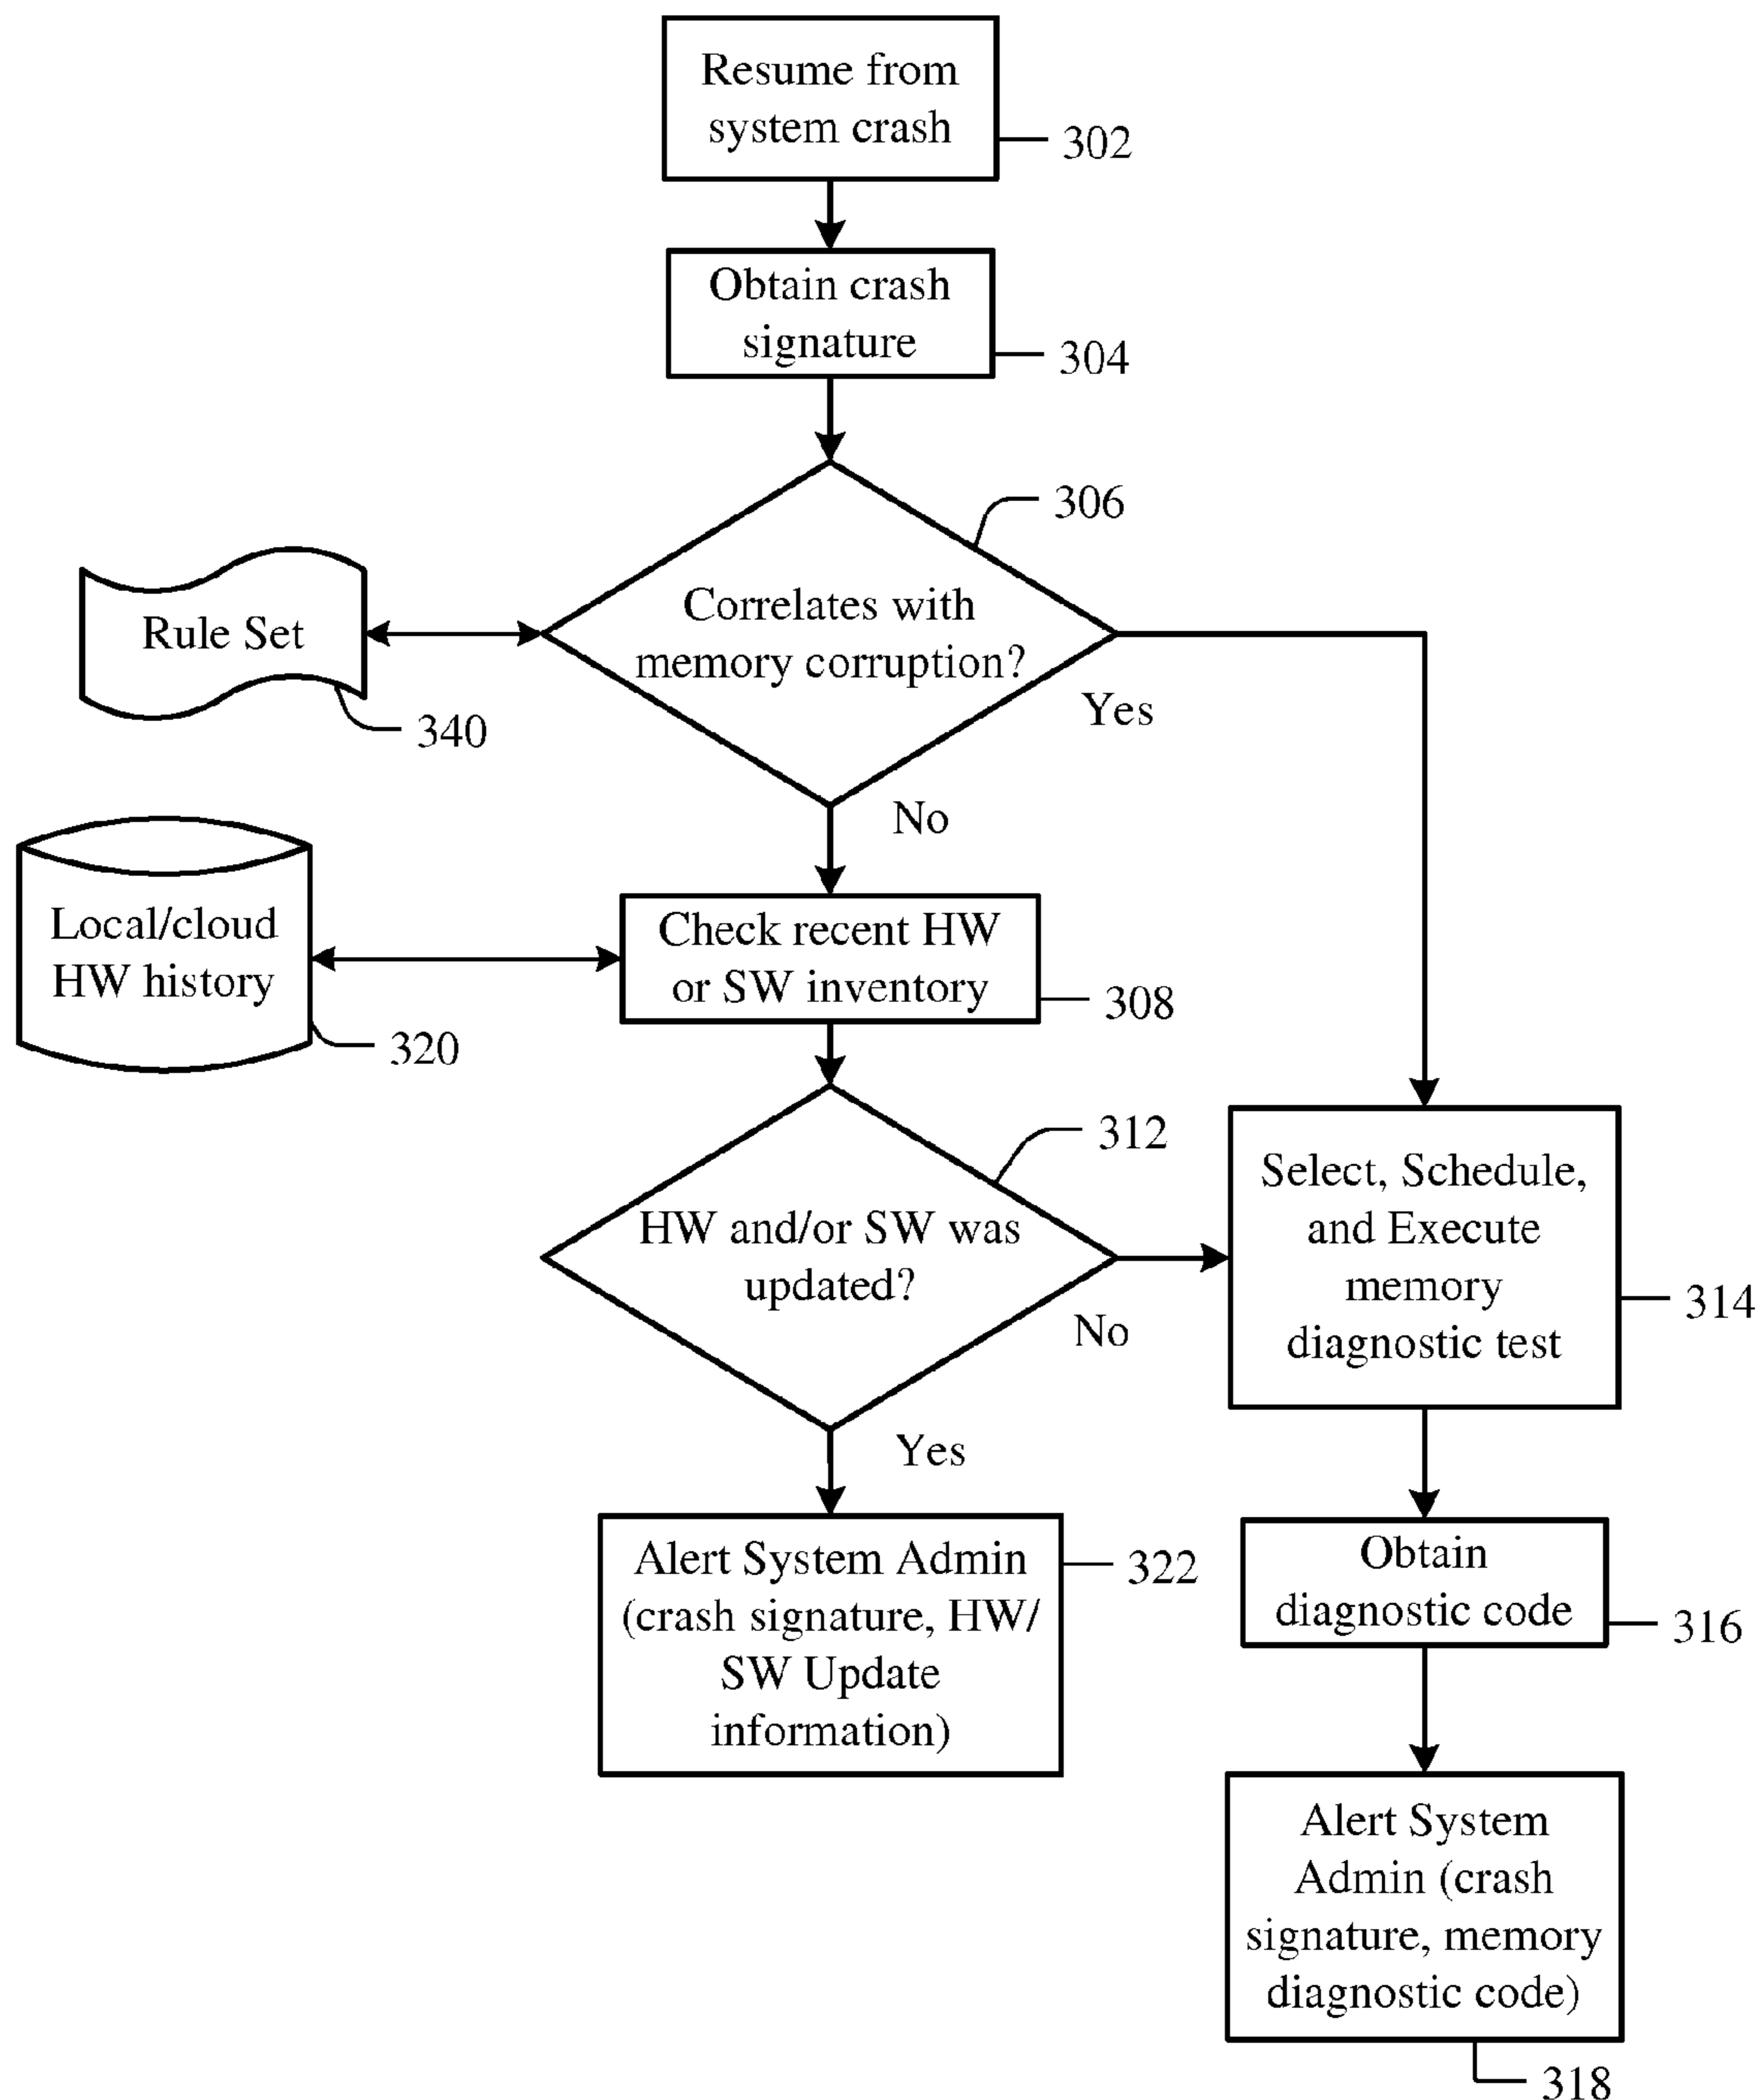 Resume from
system crash
302
Obtain crash
signature
304
306
Correlates with
memory corruption?
Rule Set
340
Yes
No
Local/cloud
HW history
320
Check recent HW
or SW inventory
308
312
HW and/or SW was
updated?
No
Yes
Select, Schedule,
and Execute
memory
diagnostic test
314
Alert System Admin
(crash signature, HW/
SW Update
information)
322
Obtain
diagnostic code
316
Alert System
Admin (crash
signature, memory
diagnostic code)
318